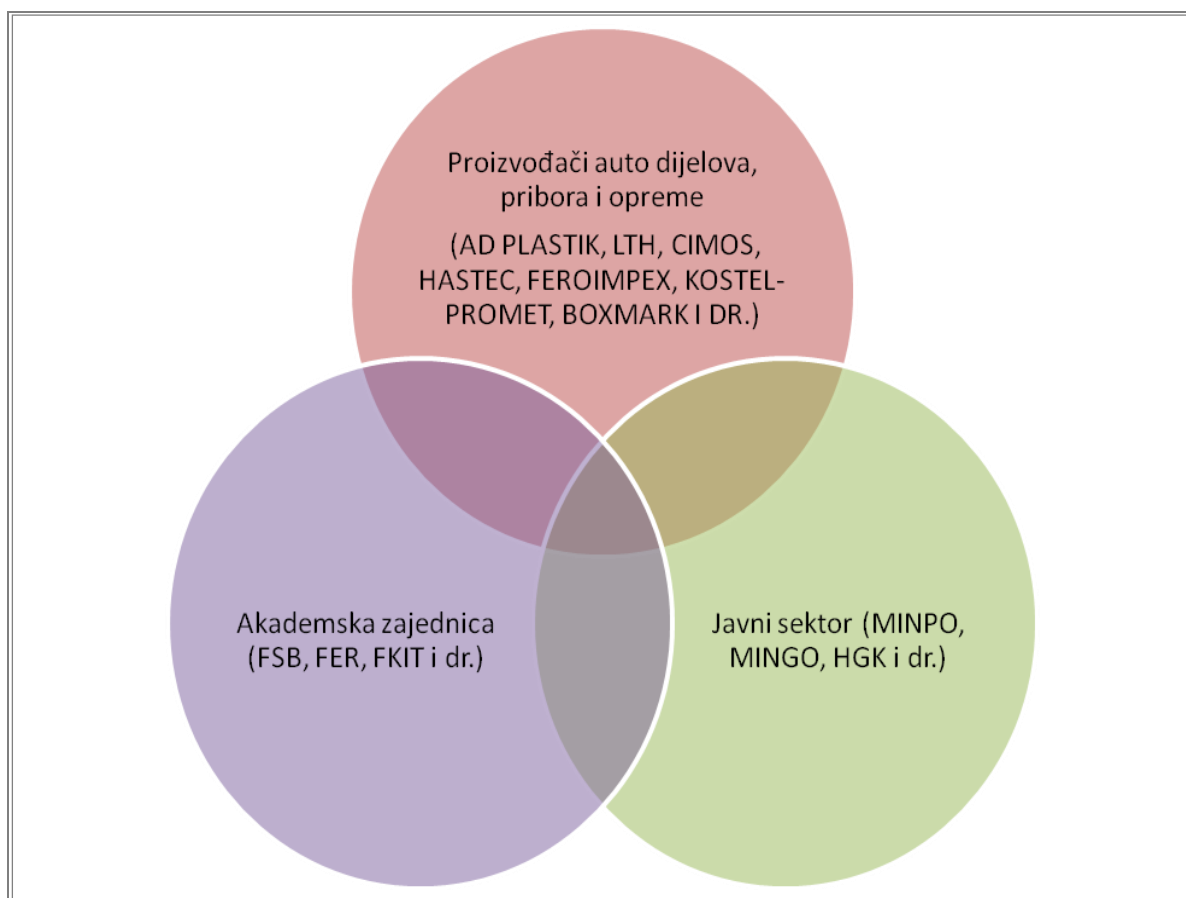 Proizvođači auto dijelova,
pribora i opreme
(AD PLASTIK, LTH, CIMOS,
HASTEC, FEROIMPEX, KOSTEL-
PROMET, BOXMARK I DR.)
Akademska zajednica
(FSB, FER, FKIT i dr.)
Javni sektor (MINPO,
MINGO, HGK i dr.)